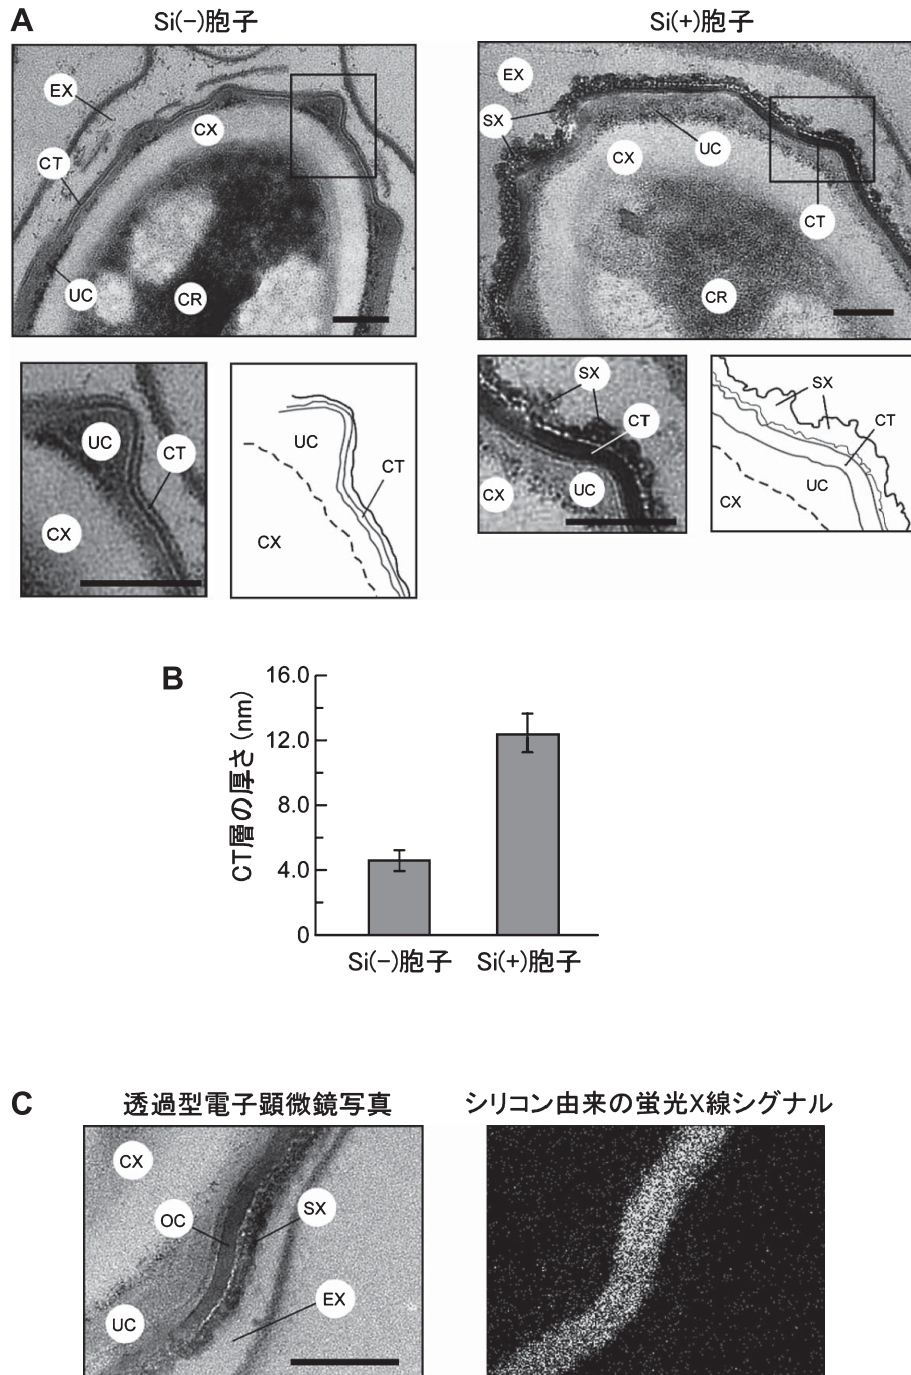 A
Si(-)胞子
Si(+)胞子
EX
CX
CT
UC
CR
EX
SX
UC
CX
CT
CR
UC
CT
CX
UC
CT
CX
SX
CT
CX
UC
SX
CT
UC
CX
B
CT層の厚さ (nm)
16.0
12.0
8.0
4.0
0
Si(-)胞子
Si(+)胞子
C
透過型電子顕微鏡写真
シリコン由来の蛍光X線シグナル
CX
OC
SX
EX
UC